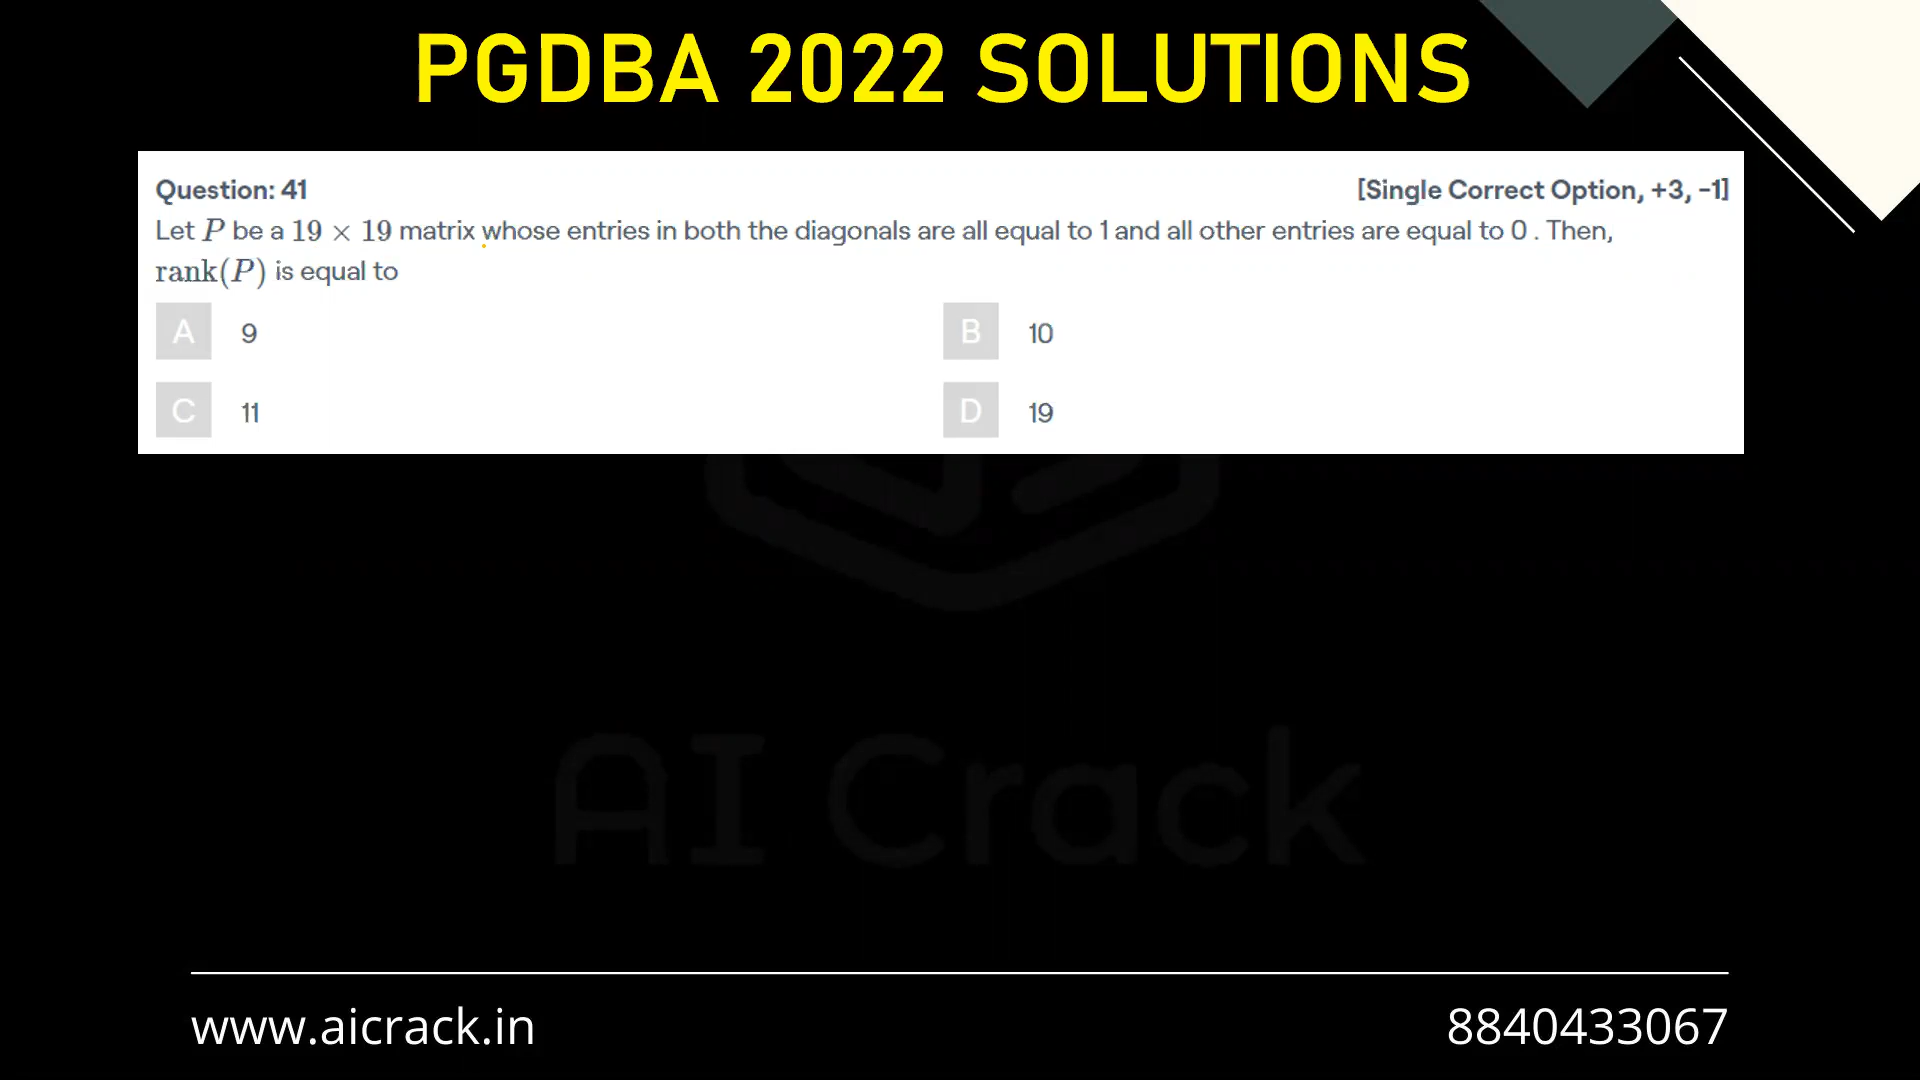 PGDBA 2022 SOLUTIONS
Question: 41 [Single Correct Option, +3, -1]
Let P be a 19 × 19 matrix whose entries in both the diagonals are all equal to 1 and all other entries are equal to 0 . Then,
rank(P) is equal to
A 9 B 10
C 11 D 19
AI Crack
www.aicrack.in 8840433067